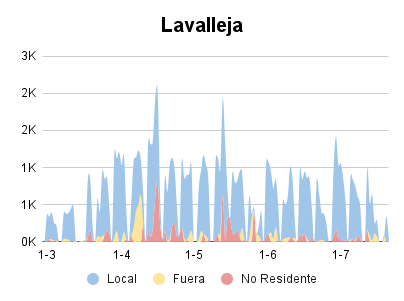 Lavalleja
3K
2K
2K
1K
1K
0K
1-3 1-4 1-5 1-6 1-7
Local Fuera No Residente